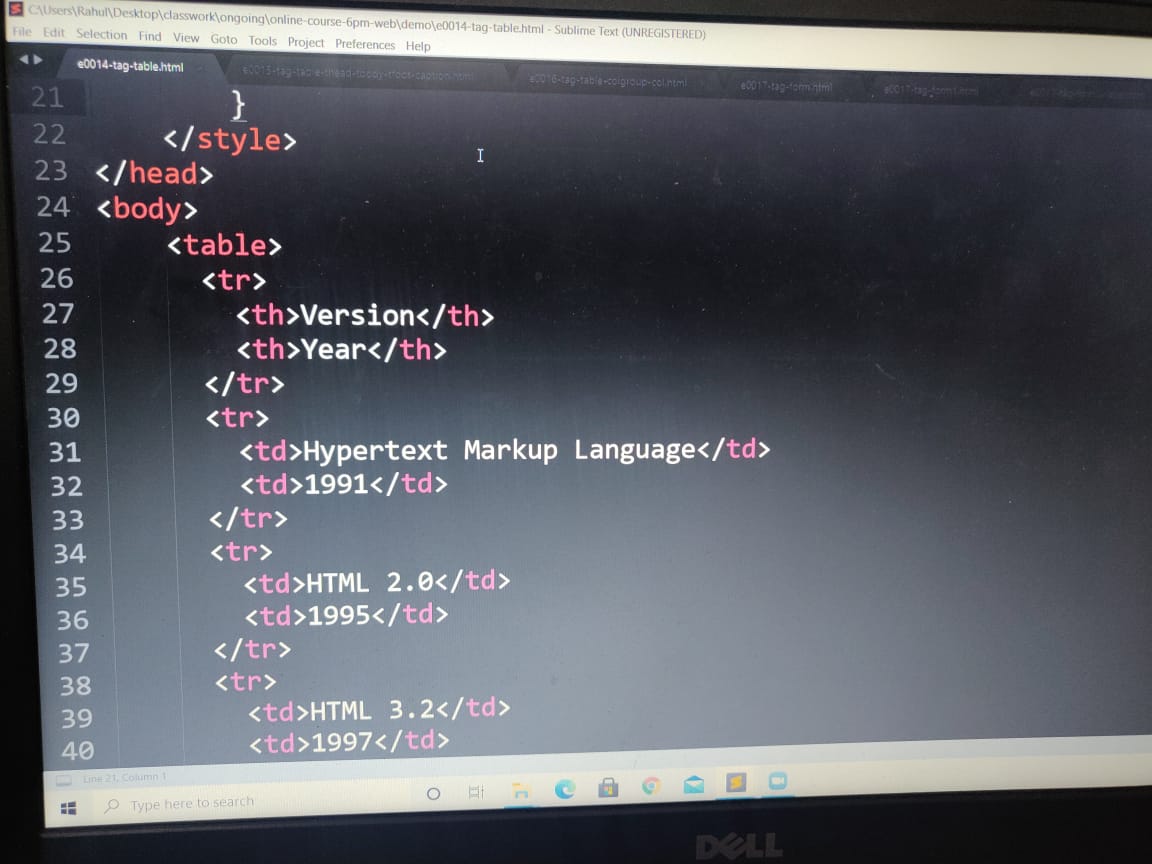 C:\Users\Rahul\Desktop\classwork\ongoing\online-course-6pm-web\demo\e0014-tag-table.html - Sublime Text (UNREGISTERED)
File Edit Selection Find View Goto Tools Project Preferences Help
e0014-tag-table.html e0015-tag-table-thead-tbody-tfoot-caption.html e0016-tag-table-colgroup-col.html e0017-tag-form.html e0017-tag-form1.html
21 }
22 </style>
23 </head>
24 <body>
25 <table>
26 <tr>
27 <th>Version</th>
28 <th>Year</th>
29 </tr>
30 <tr>
31 <td>Hypertext Markup Language</td>
32 <td>1991</td>
33 </tr>
34 <tr>
35 <td>HTML 2.0</td>
36 <td>1995</td>
37 </tr>
38 <tr>
39 <td>HTML 3.2</td>
40 <td>1997</td>
Line 21, Column 1
Type here to search
DELL